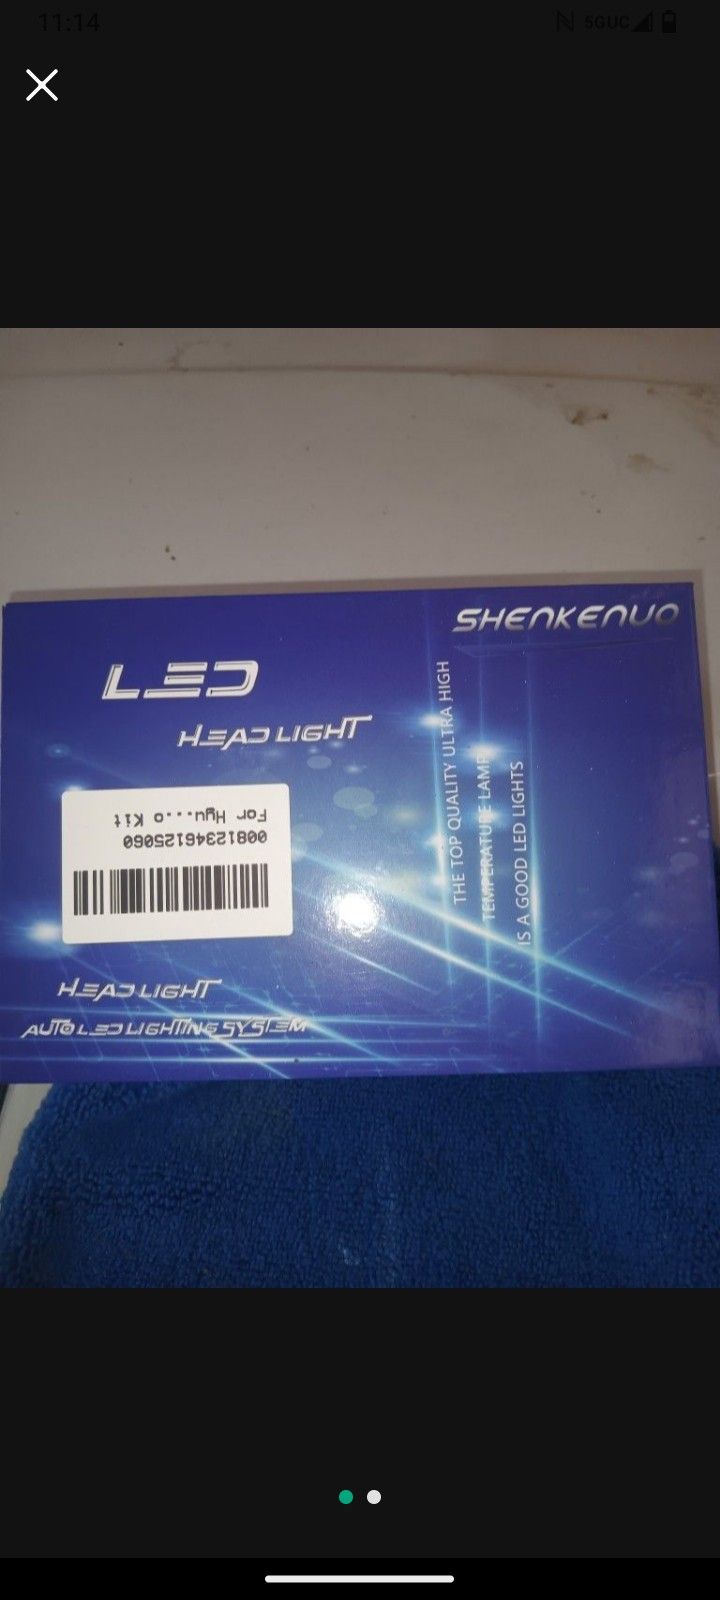 11:14
5GUC
SHENKENUO
LED
HEAD LIGHT
THE TOP QUALITY ULTRA HIGH
TEMPERATURE LAMP
IS A GOOD LED LIGHTS
For Hyu...o Kit
00812346125060
HEAD LIGHT
AUTO LED LIGHTING SYSTEM